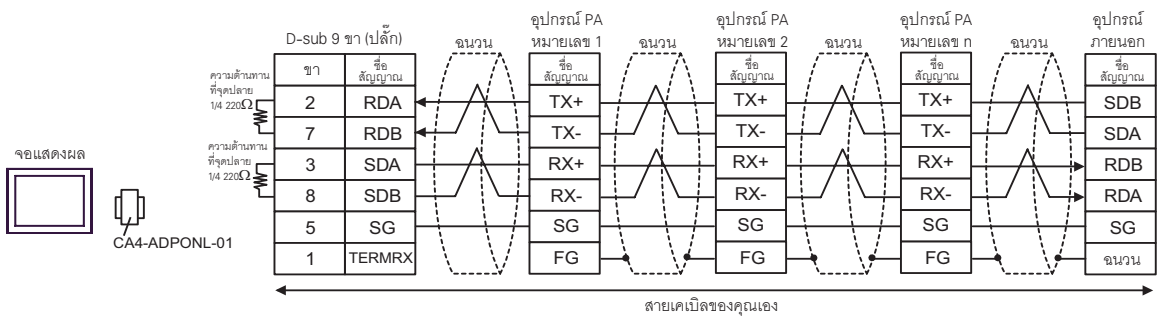 อุปกรณ์ PA
หมายเลข 1
อุปกรณ์ PA
หมายเลข 2
อุปกรณ์ PA
หมายเลข n
อุปกรณ์
ภายนอก
D-sub 9 ขา (ปลั๊ก)
ฉนวน
ฉนวน
ฉนวน
ฉนวน
ขา
ชื่อ
สัญญาณ
ชื่อ
สัญญาณ
ชื่อ
สัญญาณ
ชื่อ
สัญญาณ
ชื่อ
สัญญาณ
ความต้านทาน
ที่จุดปลาย
1/4 220Ω
2 RDA TX+ TX+ TX+ SDB
7 RDB TX- TX- TX- SDA
ความต้านทาน
ที่จุดปลาย
1/4 220Ω
3 SDA RX+ RX+ RX+ RDB
8 SDB RX- RX- RX- RDA
5 SG SG SG SG SG
1 TERMRX FG FG FG ฉนวน
จอแสดงผล
CA4-ADPONL-01
สายเคเบิลของคุณเอง